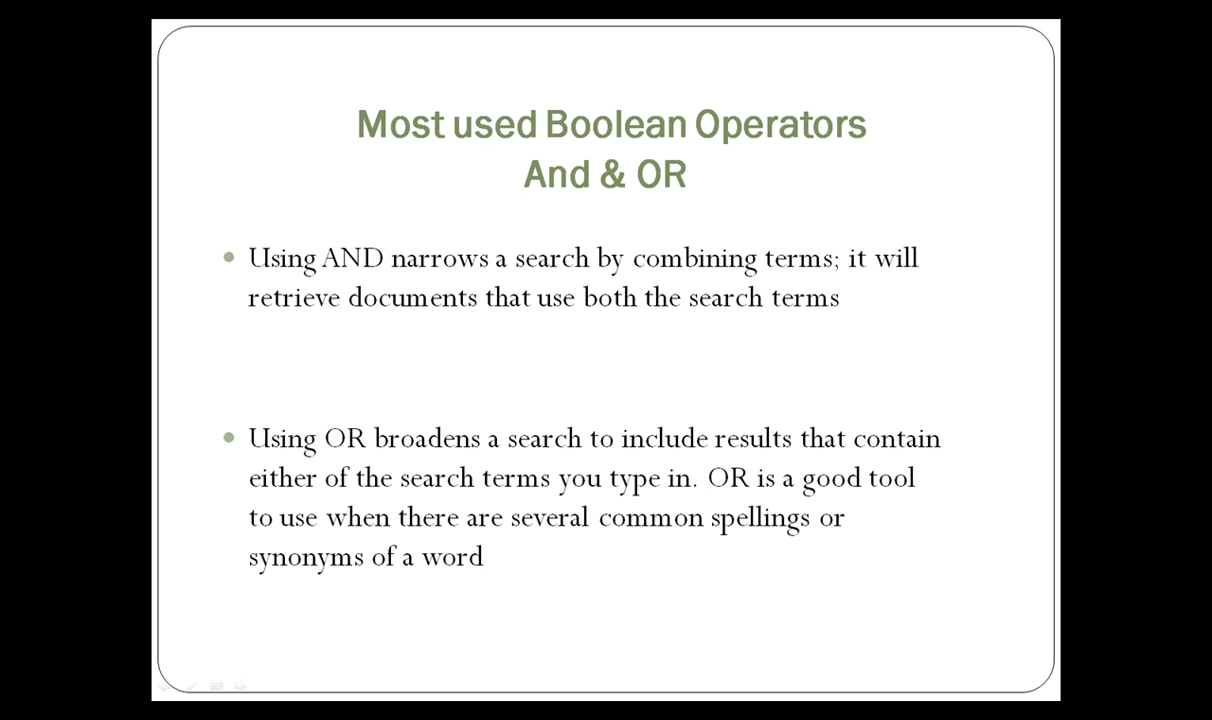 Most used Boolean Operators
And & OR
Using AND narrows a search by combining terms; it will
retrieve documents that use both the search terms
Using OR broadens a search to include results that contain
either of the search terms you type in. OR is a good tool
to use when there are several common spellings or
synonyms of a word